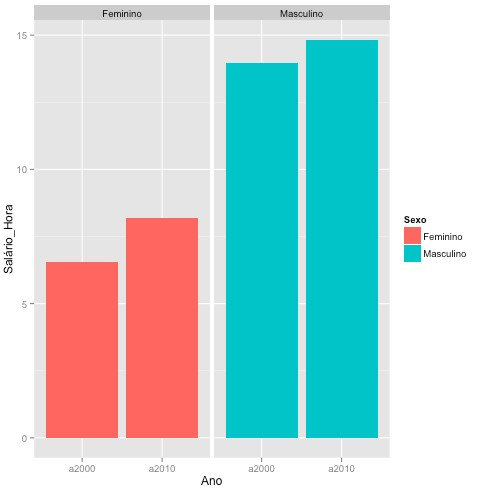 Feminino
Masculino
15
10
5
0
Salário_Hora
a2000
a2010
a2000
a2010
Ano
Sexo
Feminino
Masculino